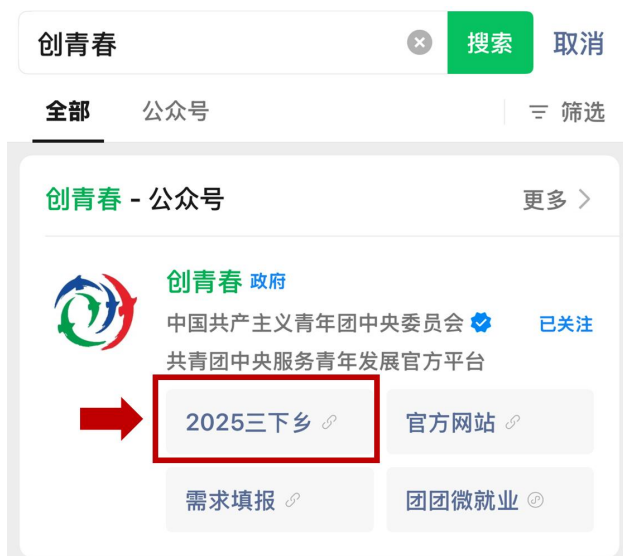 创青春 搜索 取消
全部 公众号 筛选
创青春 - 公众号 更多
创青春 政府
中国共产主义青年团中央委员会 已关注
共青团中央服务青年发展官方平台
2025三下乡 官方网站
需求填报 团团微就业